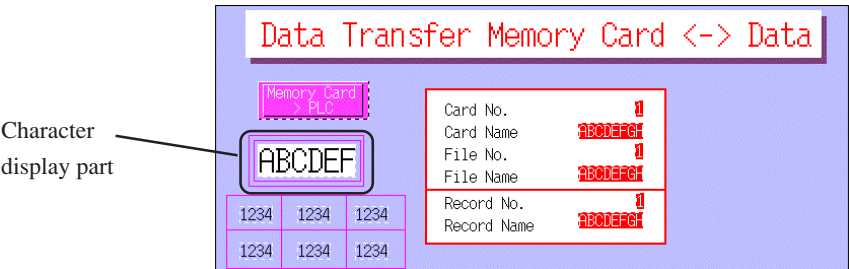 Data Transfer Memory Card <-> Data
Memory Card
> PLC
Character
display part
ABCDEF
Card No. 1
Card Name ABCDEFGH
File No. 1
File Name ABCDEFGH
Record No. 1
Record Name ABCDEFGH
1234 1234 1234
1234 1234 1234